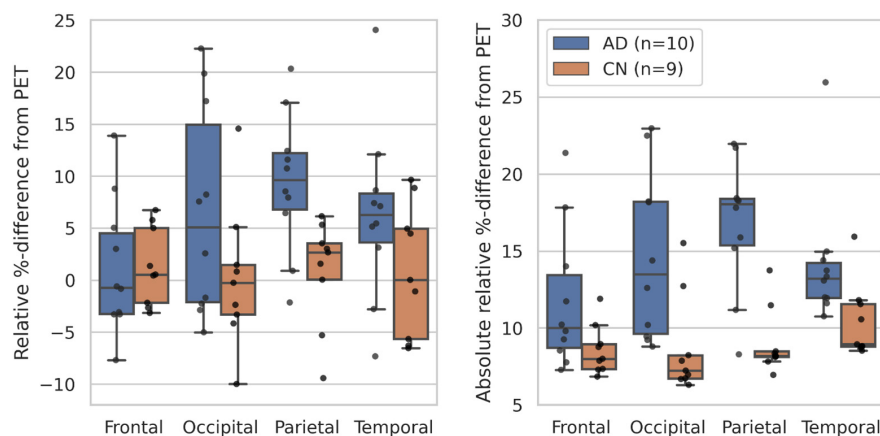 Relative %-difference from PET
25
20
15
10
5
0
−5
−10
Frontal Occipital Parietal Temporal
Absolute relative %-difference from PET
30
25
20
15
10
5
AD (n=10)
CN (n=9)
Frontal Occipital Parietal Temporal